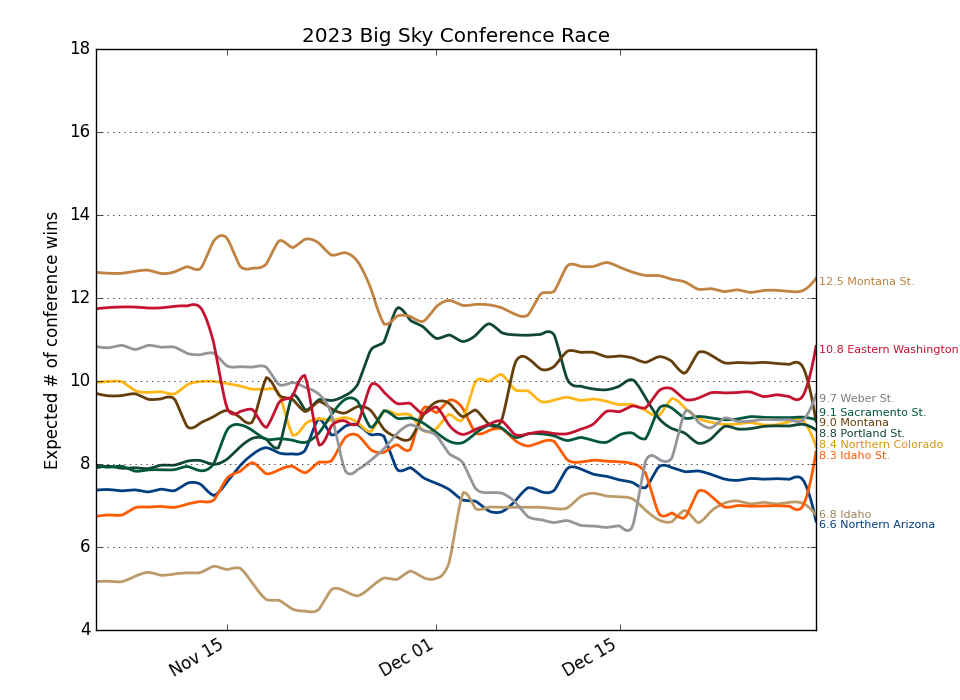 2023 Big Sky Conference Race
18
16
14
12
10
8
6
4
Expected # of conference wins
Nov 15
Dec 01
Dec 15
12.5 Montana St.
10.8 Eastern Washington
9.7 Weber St.
9.1 Sacramento St.
9.0 Montana
8.8 Portland St.
8.4 Northern Colorado
8.3 Idaho St.
6.8 Idaho
6.6 Northern Arizona